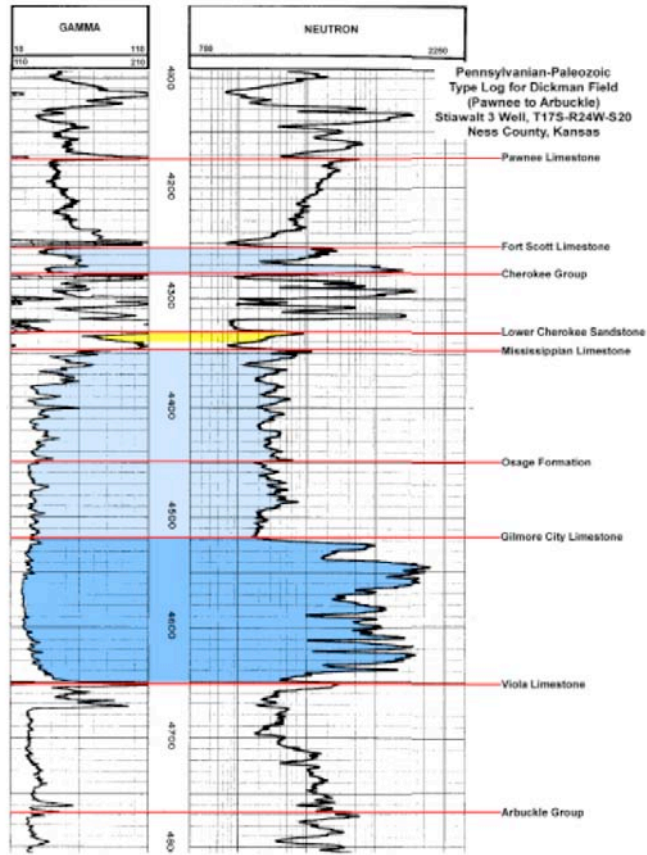 GAMMA
NEUTRON
10 110
110 210
700 2200
Pennsylvanian-Paleozoic
Type Log for Dickman Field
(Pawnee to Arbuckle)
Stiawalt 3 Well, T17S-R24W-S20
Ness County, Kansas
Pawnee Limestone
4200
Fort Scott Limestone
Cherokee Group
4300
Lower Cherokee Sandstone
Mississippian Limestone
4400
Osage Formation
4500
Gilmore City Limestone
4600
Viola Limestone
4700
Arbuckle Group